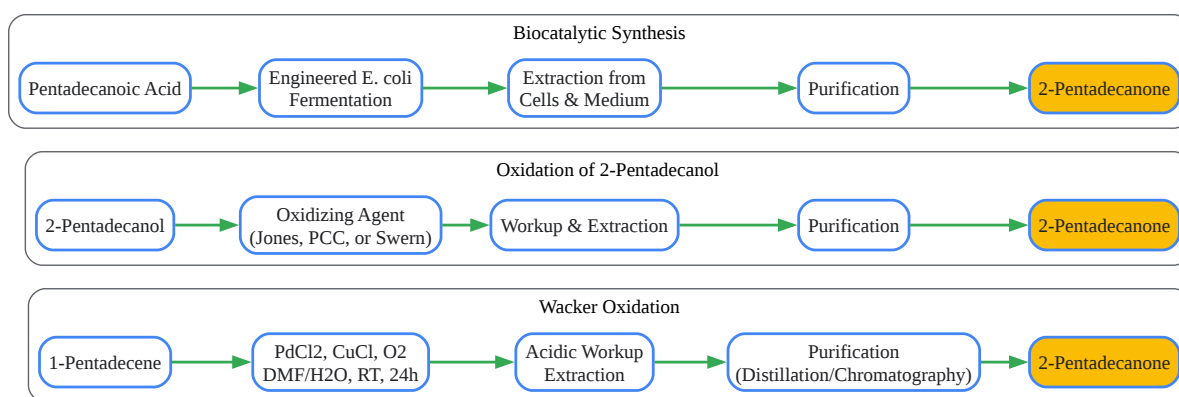 Biocatalytic Synthesis
Pentadecanoic Acid
Engineered E. coli
Fermentation
Extraction from
Cells & Medium
Purification
2-Pentadecanone
Oxidation of 2-Pentadecanol
2-Pentadecanol
Oxidizing Agent
(Jones, PCC, or Swern)
Workup & Extraction
Purification
2-Pentadecanone
Wacker Oxidation
1-Pentadecene
PdCl2, CuCl, O2
DMF/H2O, RT, 24h
Acidic Workup
Extraction
Purification
(Distillation/Chromatography)
2-Pentadecanone